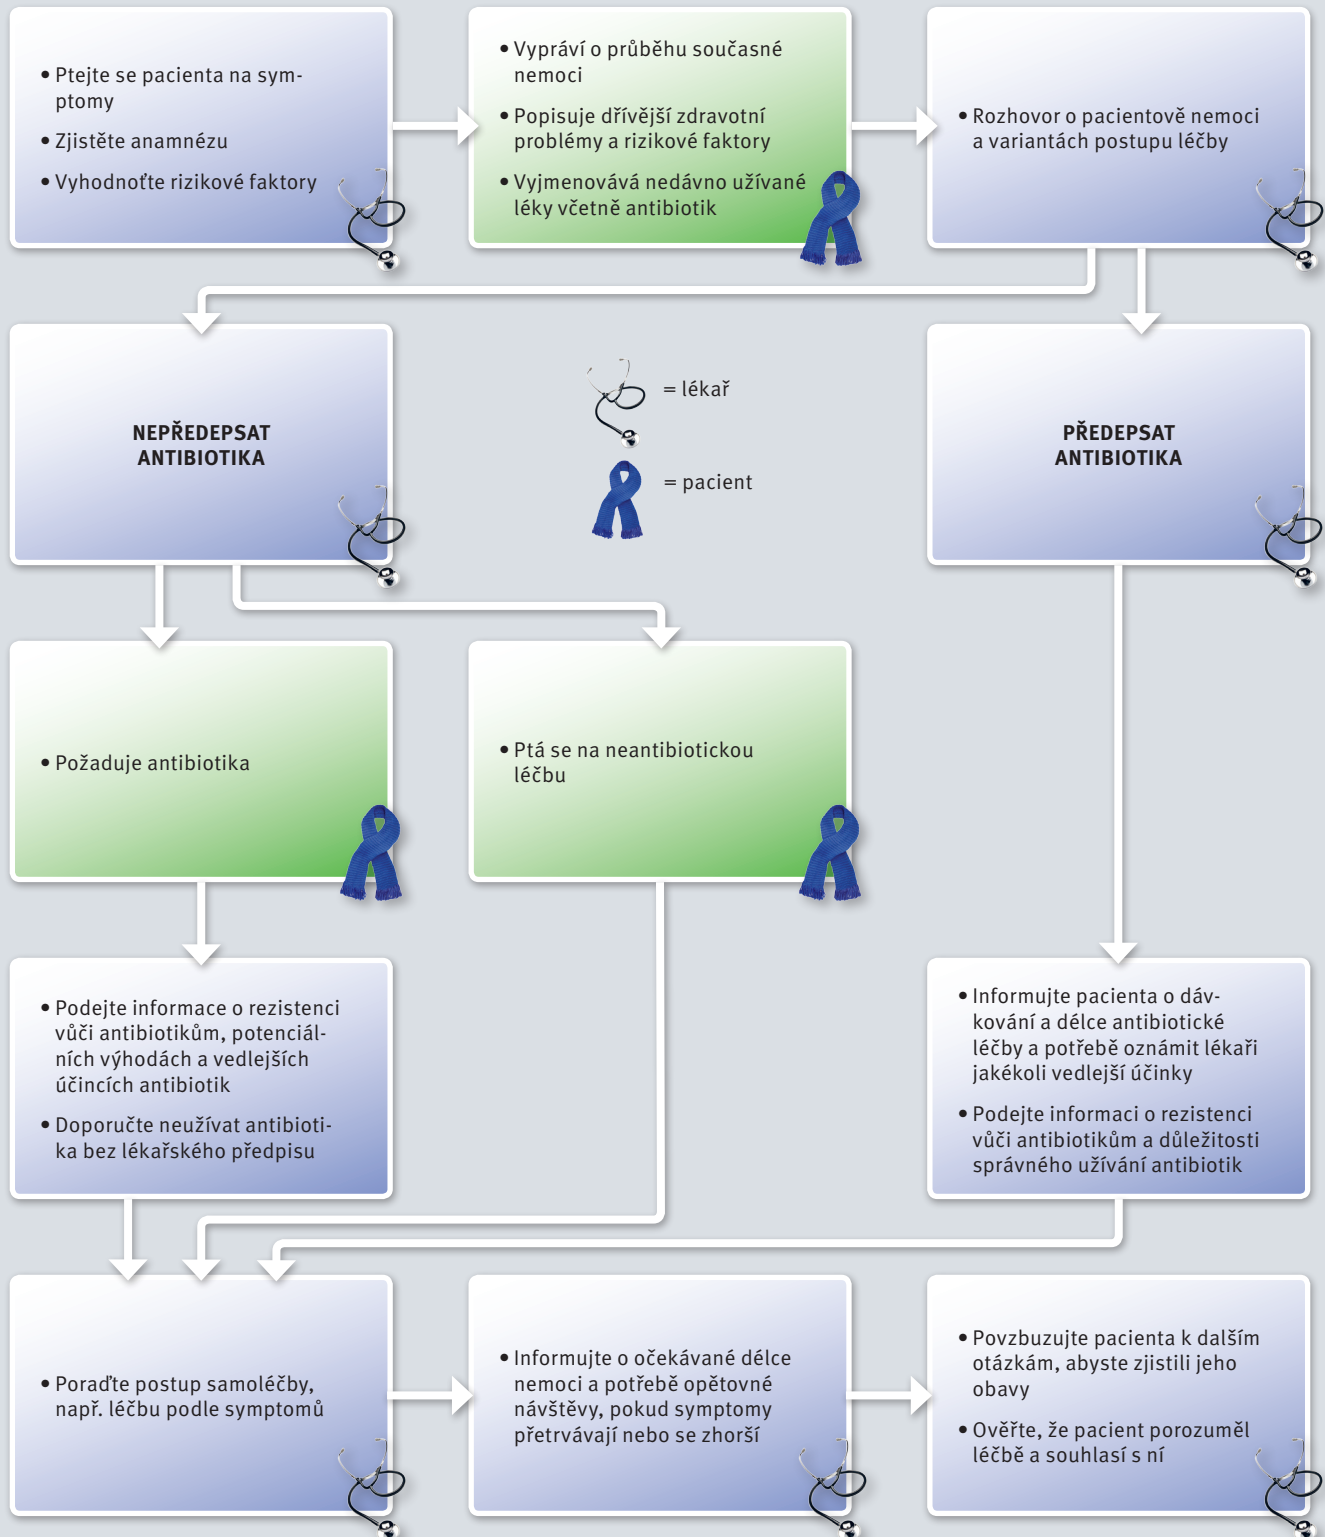 • Ptejte se pacienta na sym-
ptomy
• Zjistěte anamnézu
• Vyhodnoťte rizikové faktory
• Vypráví o průběhu současné
nemoci
• Popisuje dřívější zdravotní
problémy a rizikové faktory
• Vyjmenovává nedávno užívané
léky včetně antibiotik
• Rozhovor o pacientově nemoci
a variantách postupu léčby
NEPŘEDEPSAT
ANTIBIOTIKA
= lékař
= pacient
PŘEDEPSAT
ANTIBIOTIKA
• Požaduje antibiotika
• Ptá se na neantibiotickou
léčbu
• Podejte informace o rezistenci
vůči antibiotikům, potenciál-
ních výhodách a vedlejších
účincích antibiotik
• Doporučte neužívat antibioti-
ka bez lékařského předpisu
• Informujte pacienta o dáv-
kování a délce antibiotické
léčby a potřebě oznámit lékaři
jakékoli vedlejší účinky
• Podejte informaci o rezistenci
vůči antibiotikům a důležitosti
správného užívání antibiotik
• Poraďte postup samoléčby,
např. léčbu podle symptomů
• Informujte o očekávané délce
nemoci a potřebě opětovné
návštěvy, pokud symptomy
přetrvávají nebo se zhorší
• Povzbuzujte pacienta k dalším
otázkám, abyste zjistili jeho
obavy
• Ověřte, že pacient porozuměl
léčbě a souhlasí s ní